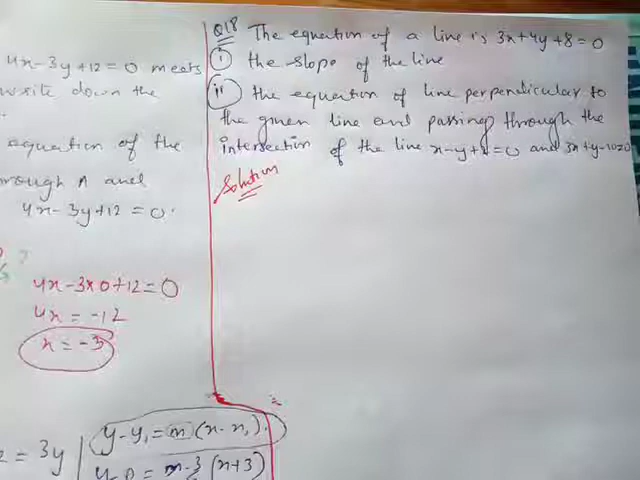 4x-3y+12=0 meets
write down the
equation of the
through A and
4x-3y+12=0.
4x-3x0+12=0
4x=-12
x=-3
=3y
y-y₁=m(x-x₁).
(x+3)
Q18 The equation of a line is 3x+4y+8=0
(i) the slope of the line
(ii) the equation of line perpendicular to
the given line and passing through the
intersection of the line and 3x+y-10=0
Solution